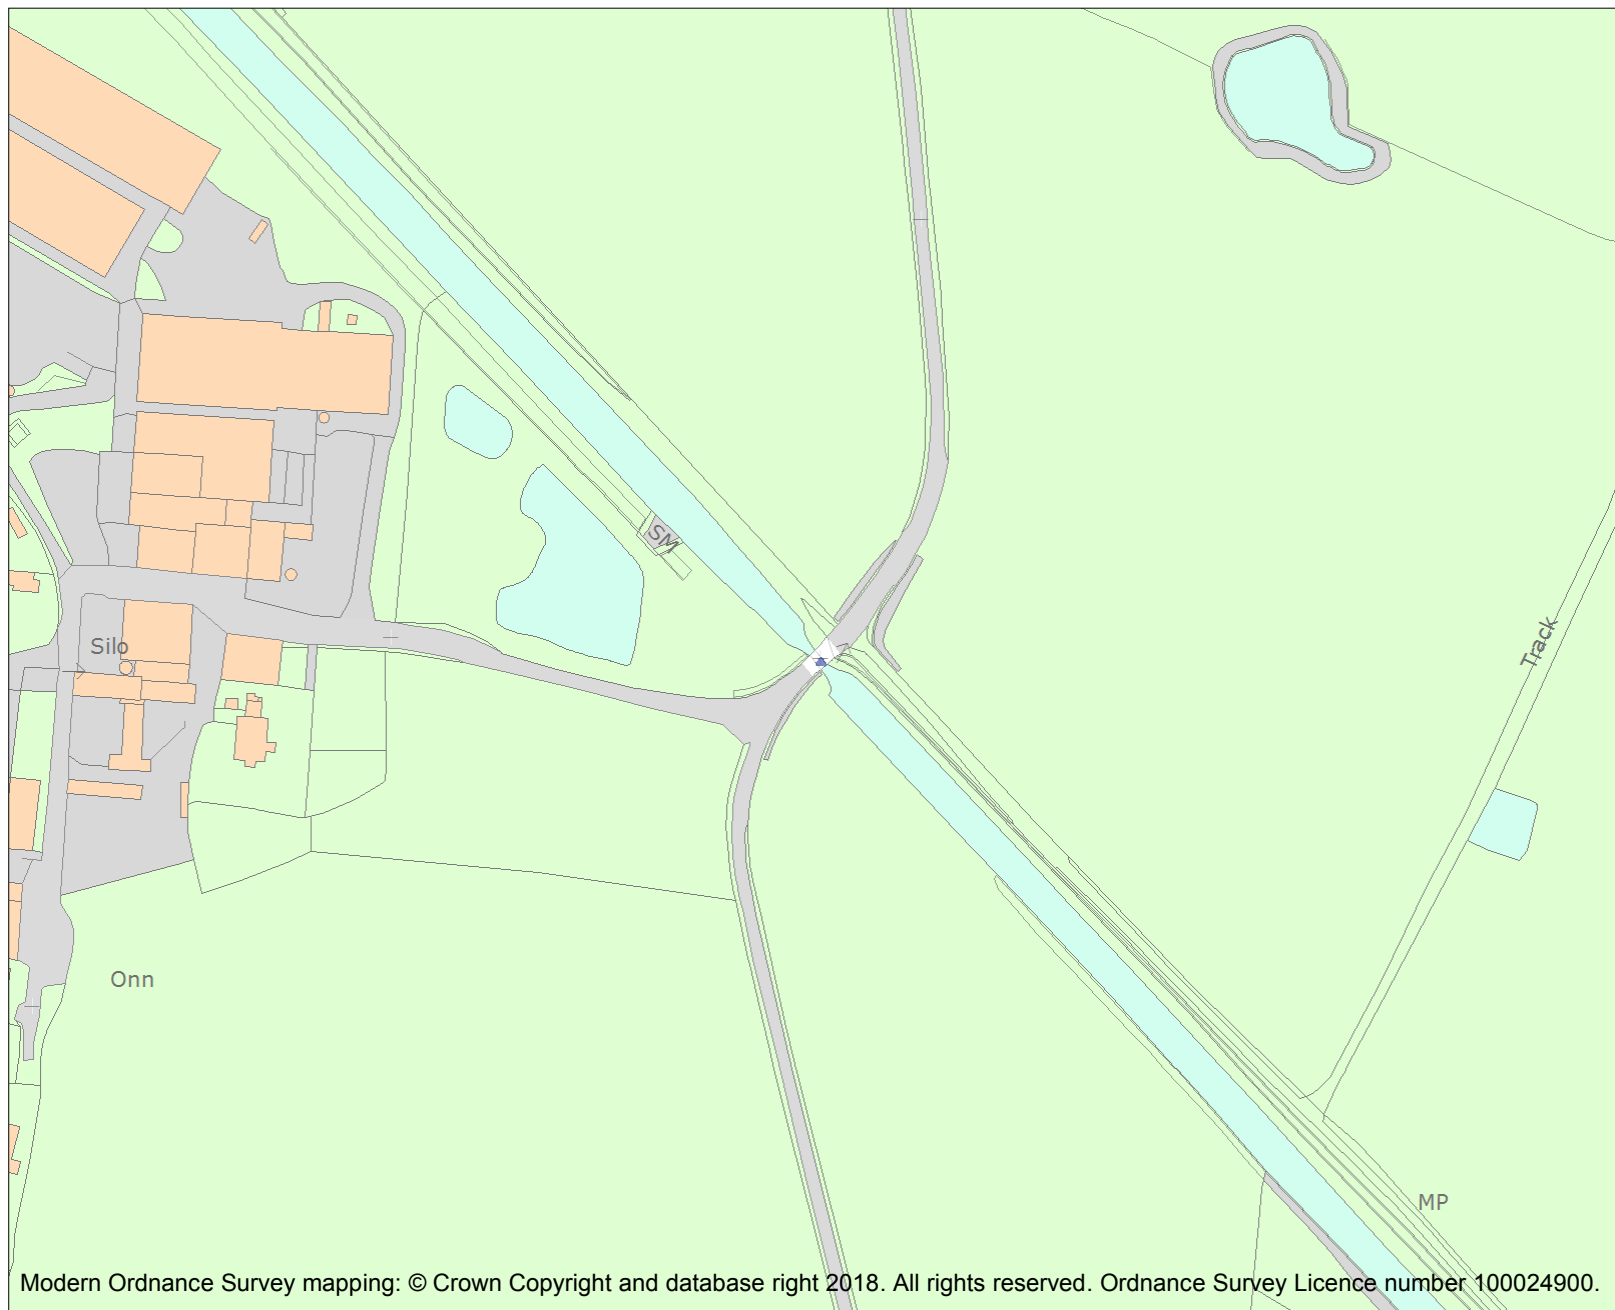 SM
Track
Silo
Onn
MP
Modern Ordnance Survey mapping: © Crown Copyright and database right 2018. All rights reserved. Ordnance Survey Licence number 100024900.